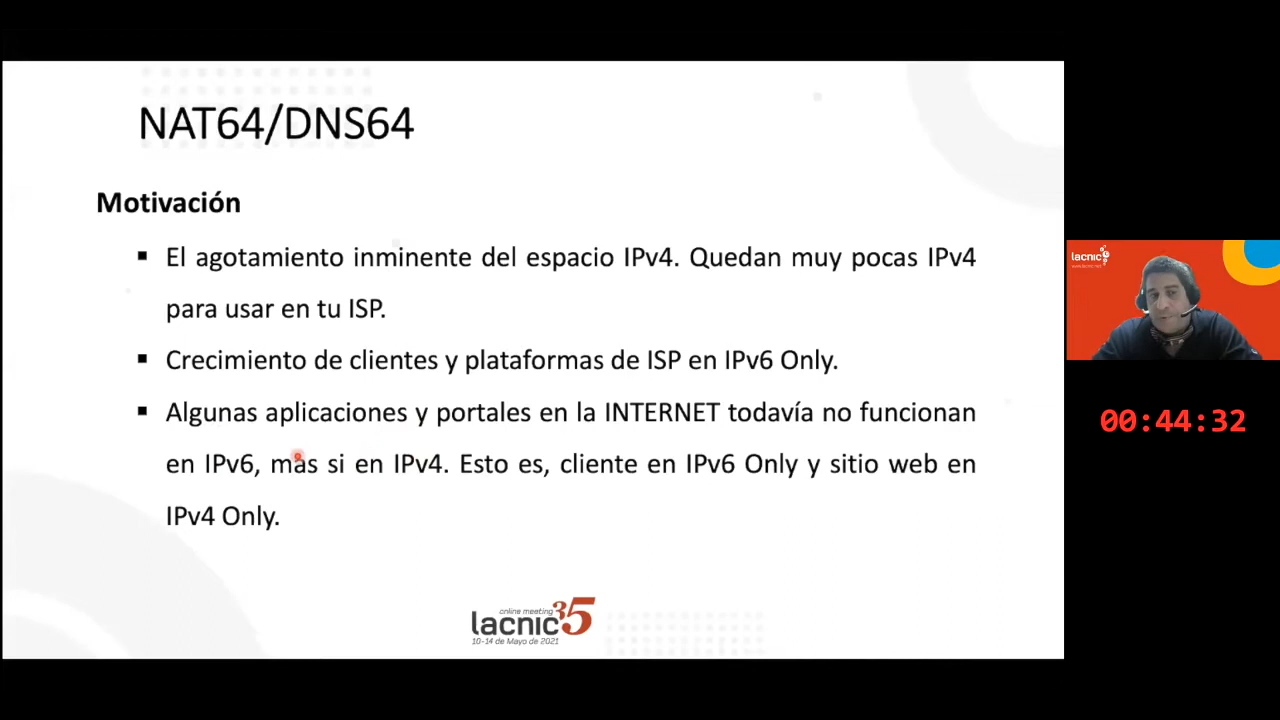 NAT64/DNS64
Motivación
▪ El agotamiento inminente del espacio IPv4. Quedan muy pocas IPv4
para usar en tu ISP.
▪ Crecimiento de clientes y plataformas de ISP en IPv6 Only.
▪ Algunas aplicaciones y portales en la INTERNET todavía no funcionan
en IPv6, mas si en IPv4. Esto es, cliente en IPv6 Only y sitio web en
IPv4 Only.
online meeting
lacnic35
10-14 de Mayo de 2021
lacnic
00:44:32